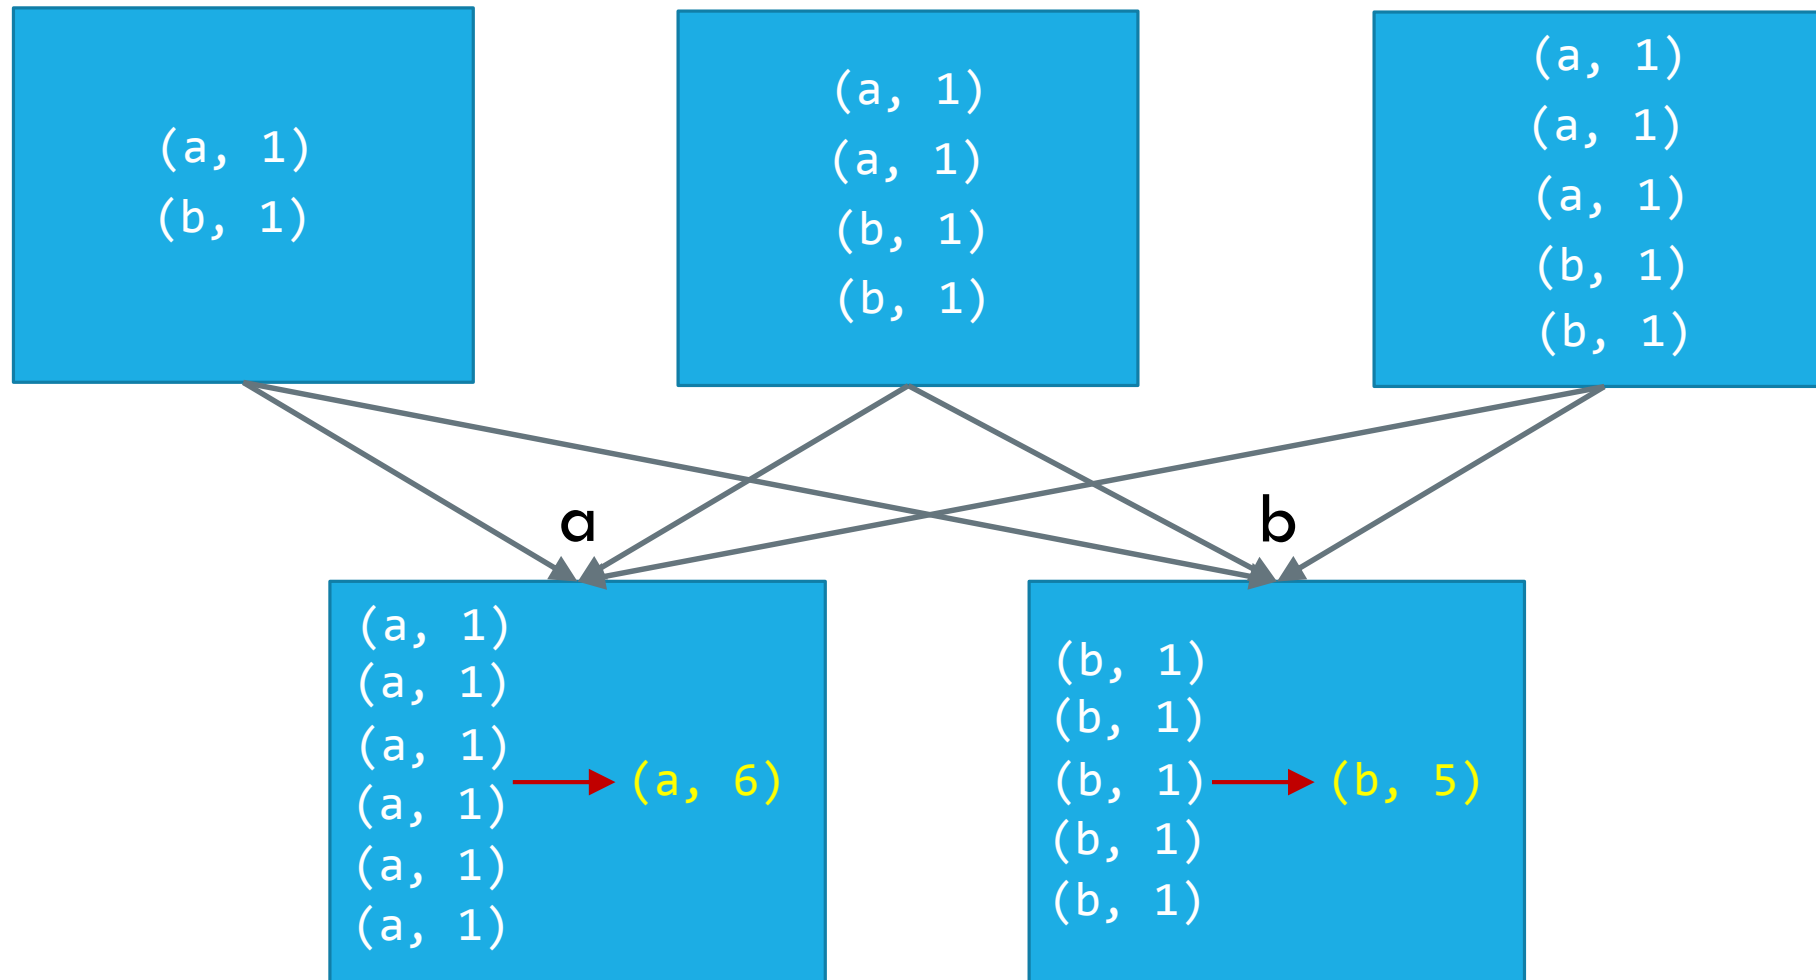 (a, 1)
(b, 1)
(a, 1)
(a, 1)
(b, 1)
(b, 1)
(a, 1)
(a, 1)
(a, 1)
(b, 1)
(b, 1)
a
b
(a, 1)
(a, 1)
(a, 1)
(a, 1)
(a, 1)
(a, 1)
(a, 6)
(b, 1)
(b, 1)
(b, 1)
(b, 1)
(b, 1)
(b, 5)